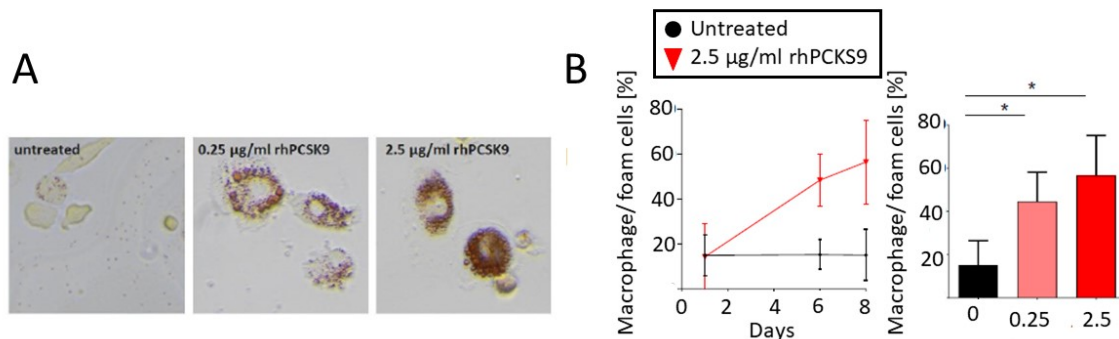 A
untreated
0.25 µg/ml rhPCSK9
2.5 µg/ml rhPCSK9
B
Untreated
2.5 µg/ml rhPCKS9
Macrophage/ foam cells [%]
80
60
40
20
0 2 4 6 8
Days
Macrophage/ foam cells [%]
80
60
40
20
* 
*
0 0.25 2.5